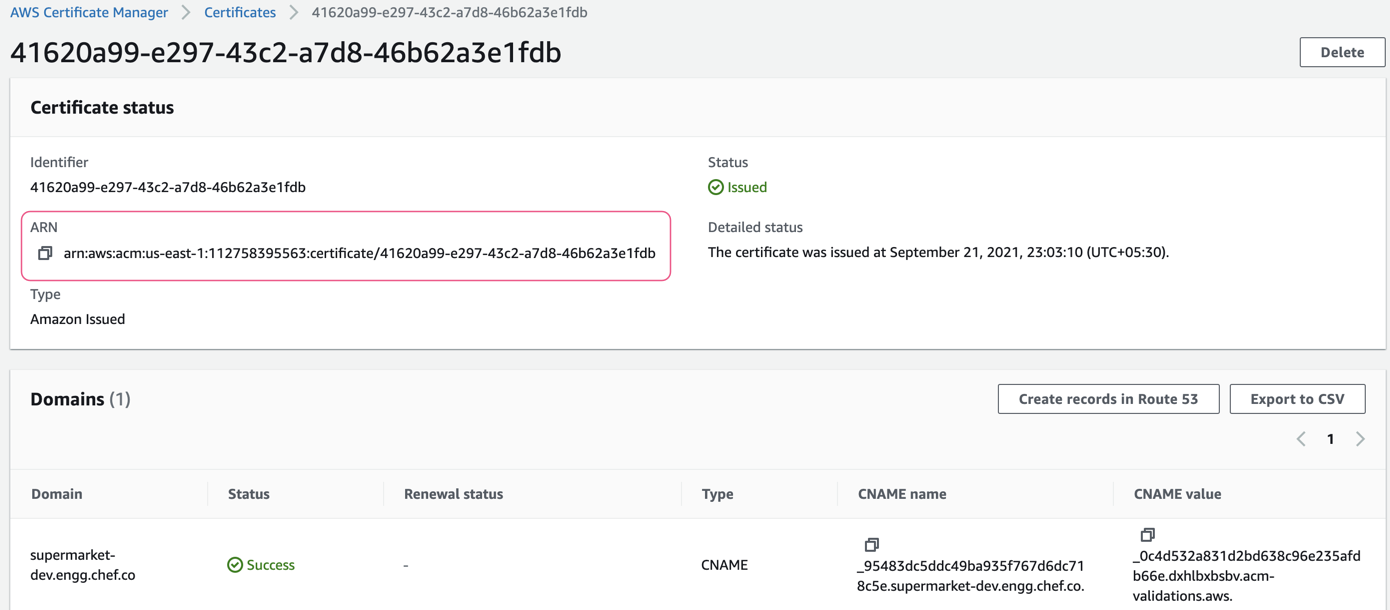 AWS Certificate Manager > Certificates > 41620a99-e297-43c2-a7d8-46b62a3e1fdb
41620a99-e297-43c2-a7d8-46b62a3e1fdb
Delete
Certificate status
Identifier
41620a99-e297-43c2-a7d8-46b62a3e1fdb
ARN
arn:aws:acm:us-east-1:112758395563:certificate/41620a99-e297-43c2-a7d8-46b62a3e1fdb
Type
Amazon Issued
Status
Issued
Detailed status
The certificate was issued at September 21, 2021, 23:03:10 (UTC+05:30).
Domains (1)
Create records in Route 53
Export to CSV
< 1 >
Domain Status Renewal status Type CNAME name CNAME value
supermarket-
dev.engg.chef.co
Success
-
CNAME
_95483dc5ddc49ba935f767d6dc71
8c5e.supermarket-dev.engg.chef.co.
_0c4d532a831d2bd638c96e235afd
b66e.dxhlbxbsbv.acm-
validations.aws.